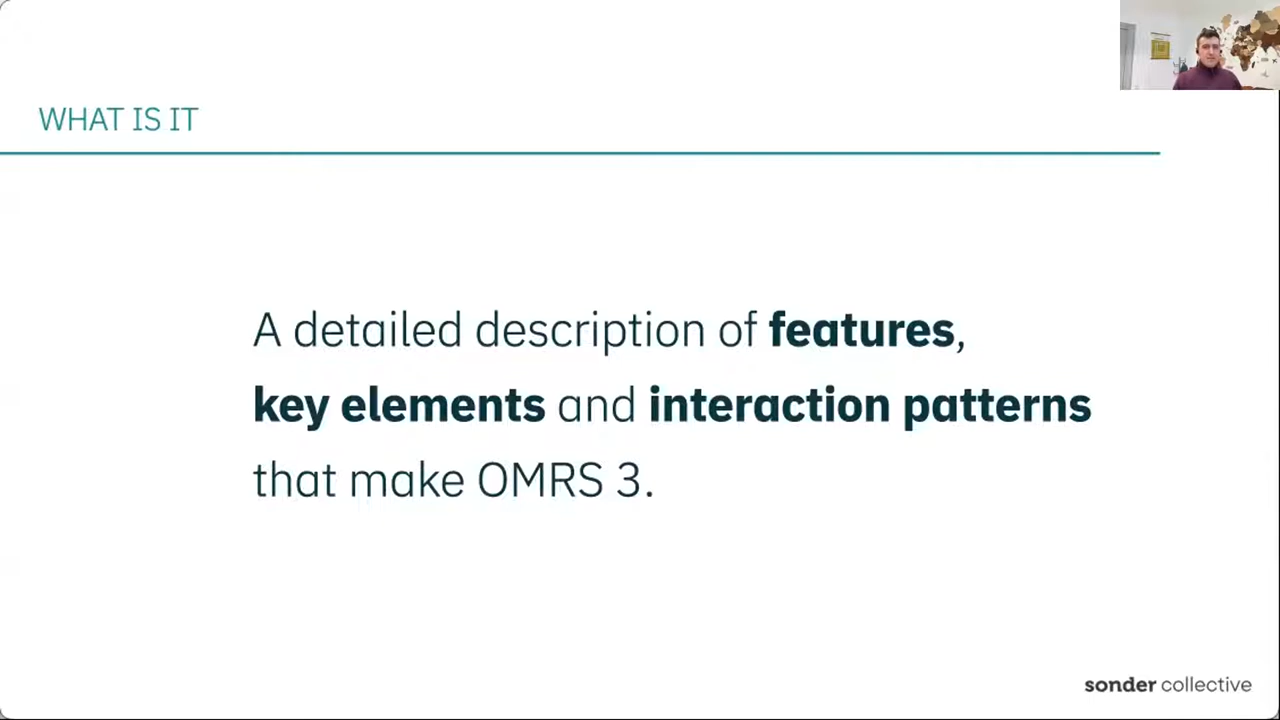 WHAT IS IT
A detailed description of features,
key elements and interaction patterns
that make OMRS 3.
sonder collective